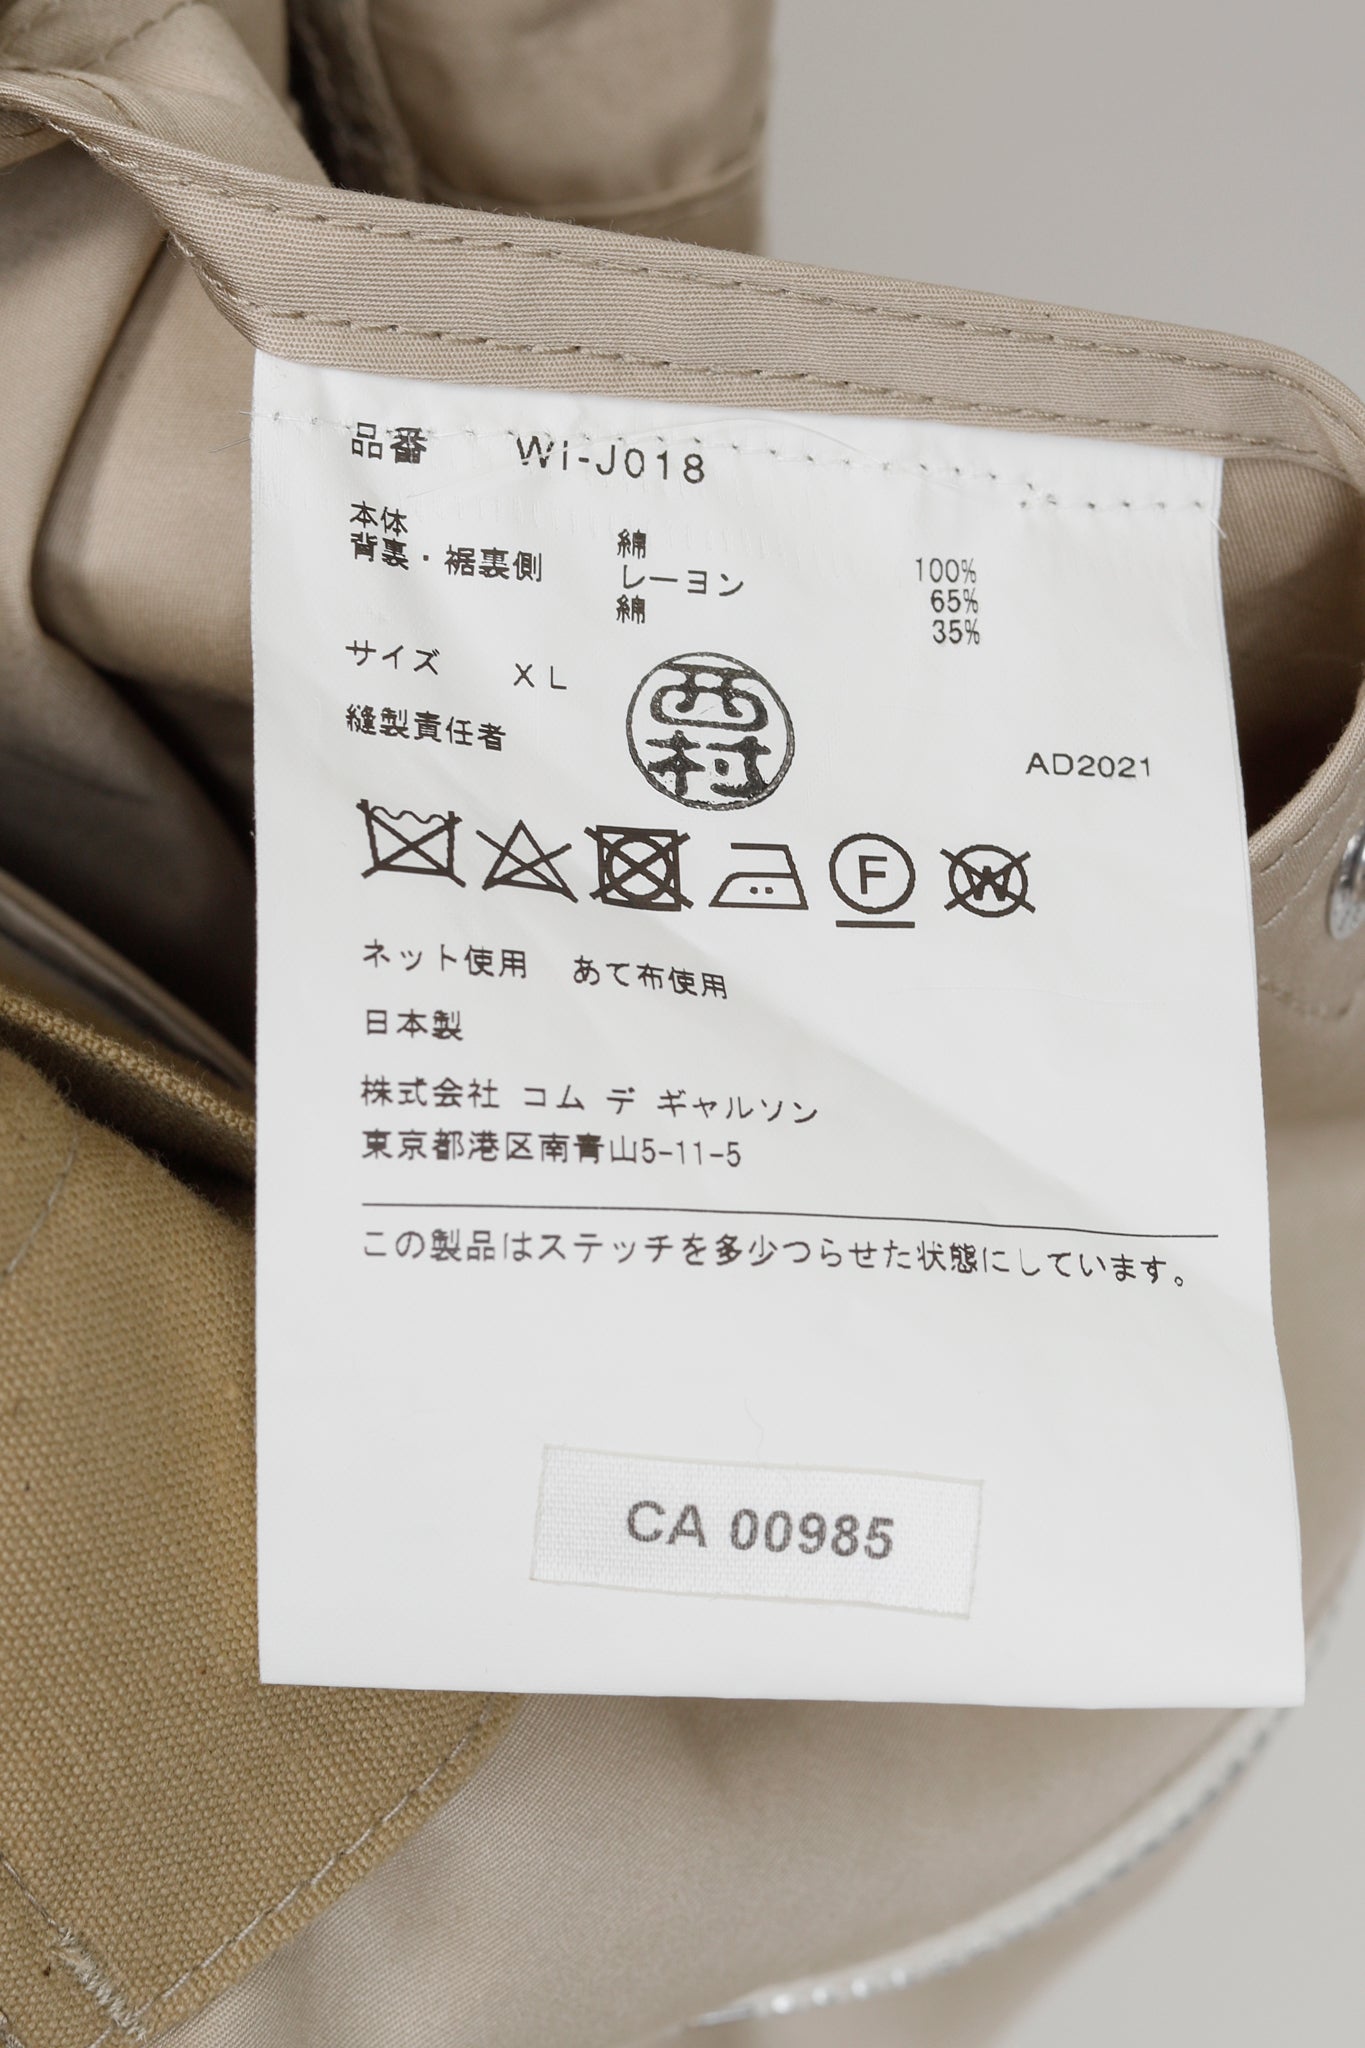 品番 Wi-J018
本体 綿 100%
背裏・裾裏側 レーヨン 65%
綿 35%
サイズ XL
縫製責任者 西村
AD2021
F
W
ネット使用 あて布使用
日本製
株式会社 コム デ ギャルソン
東京都港区南青山5-11-5
この製品はステッチを多少つらせた状態にしています。
CA 00985